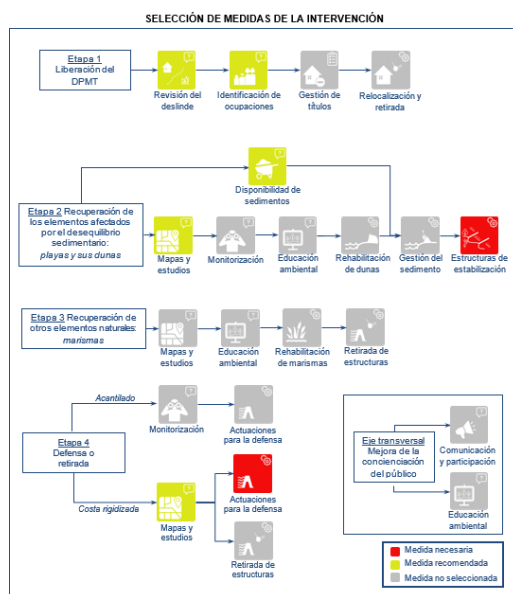 SELECCIÓN DE MEDIDAS DE LA INTERVENCIÓN
Etapa 1
Liberación del
DPMT
Revisión del
deslinde
Identificación de
ocupaciones
Gestión de
títulos
Relocalización y
retirada
Disponibilidad de
sedimentos
Etapa 2 Recuperación de
los elementos afectados
por el desequilibrio
sedimentario:
playas y sus dunas
Mapas y
estudios
Monitorización
Educación
ambiental
Rehabilitación
de dunas
Gestión del
sedimento
Estructuras de
estabilización
Etapa 3 Recuperación de
otros elementos naturales:
marismas
Mapas y
estudios
Educación
ambiental
Rehabilitación
de marismas
Retirada de
estructuras
Etapa 4
Defensa o
retirada
Acantilado
Monitorización
Actuaciones
para la defensa
Costa rigidizada
Mapas y
estudios
Actuaciones
para la defensa
Retirada de
estructuras
Eje transversal
Mejora de la
concienciación
del público
Comunicación
y participación
Educación
ambiental
Medida necesaria
Medida recomendada
Medida no seleccionada